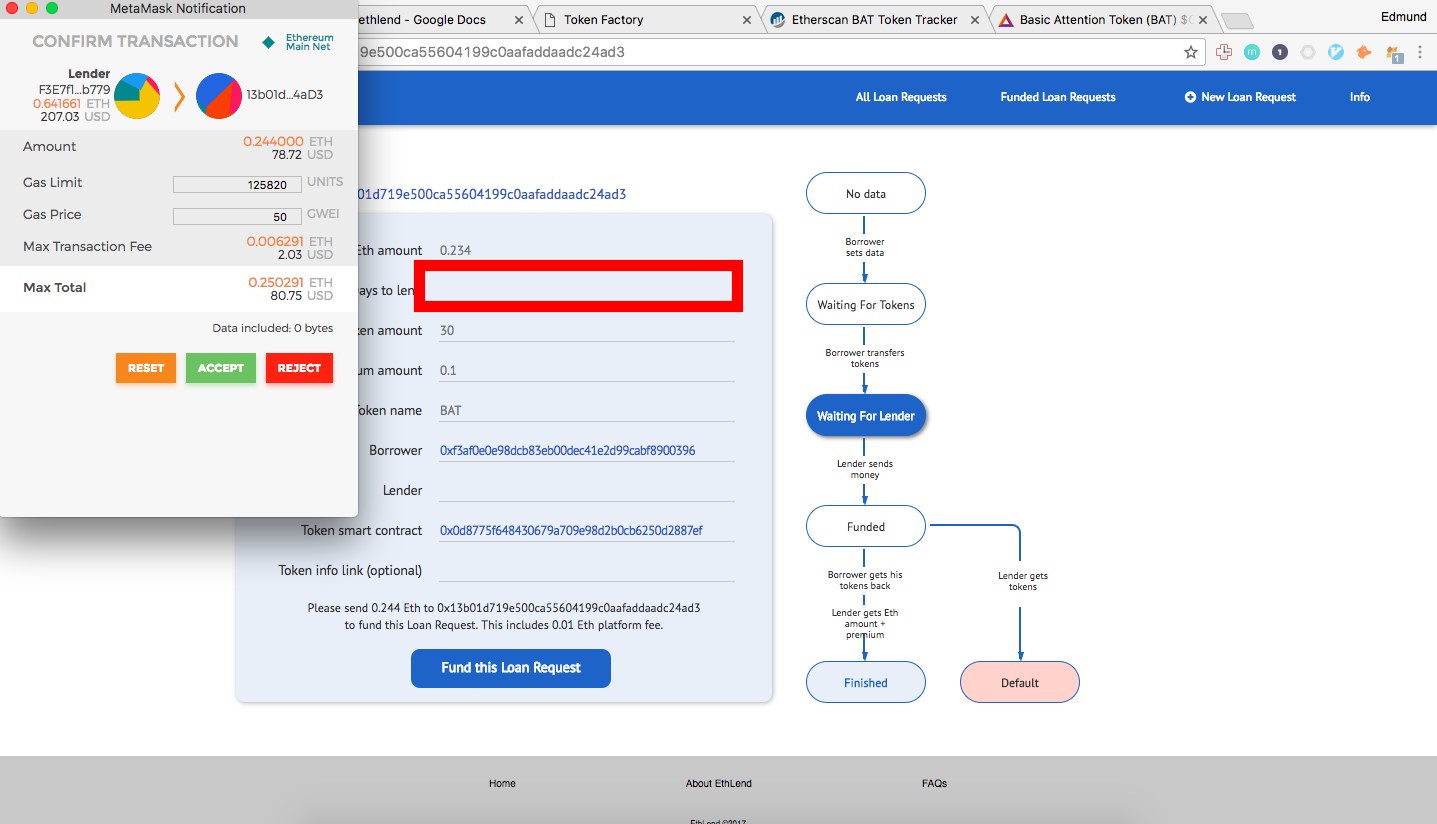 MetaMask Notification
CONFIRM TRANSACTION
Ethereum
Main Net
Lender
F3E7f1...b779
0.641661 ETH
207.03 USD
13b01d...4aD3
Amount
0.244000 ETH
78.72 USD
Gas Limit
125820 UNITS
Gas Price
50 GWEI
Max Transaction Fee
0.006291 ETH
2.03 USD
Max Total
0.250291 ETH
80.75 USD
Data included: 0 bytes
RESET ACCEPT REJECT
ethlend - Google Docs
Token Factory
Etherscan BAT Token Tracker
Basic Attention Token (BAT) $0
Edmund
9e500ca55604199c0aafaddaadc24ad3
m 1 1
All Loan Requests Funded Loan Requests New Loan Request Info
01d719e500ca55604199c0aafaddaadc24ad3
Eth amount 0.234
ays to len
ken amount 30
um amount 0.1
Token name BAT
Borrower 0xf3af0e0e98dcb83eb00dec41e2d99cabf8900396
Lender
Token smart contract 0x0d8775f648430679a709e98d2b0cb6250d2887ef
Token info link (optional)
Please send 0.244 Eth to 0x13b01d719e500ca55604199c0aafaddaadc24ad3
to fund this Loan Request. This includes 0.01 Eth platform fee.
Fund this Loan Request
No data
Borrower
sets data
Waiting For Tokens
Borrower transfers
tokens
Waiting For Lender
Lender sends
money
Funded
Borrower gets his
tokens back
Lender gets Eth
amount +
premium
Finished
Lender gets
tokens
Default
Home About EthLend FAQs
EthLend ©2017